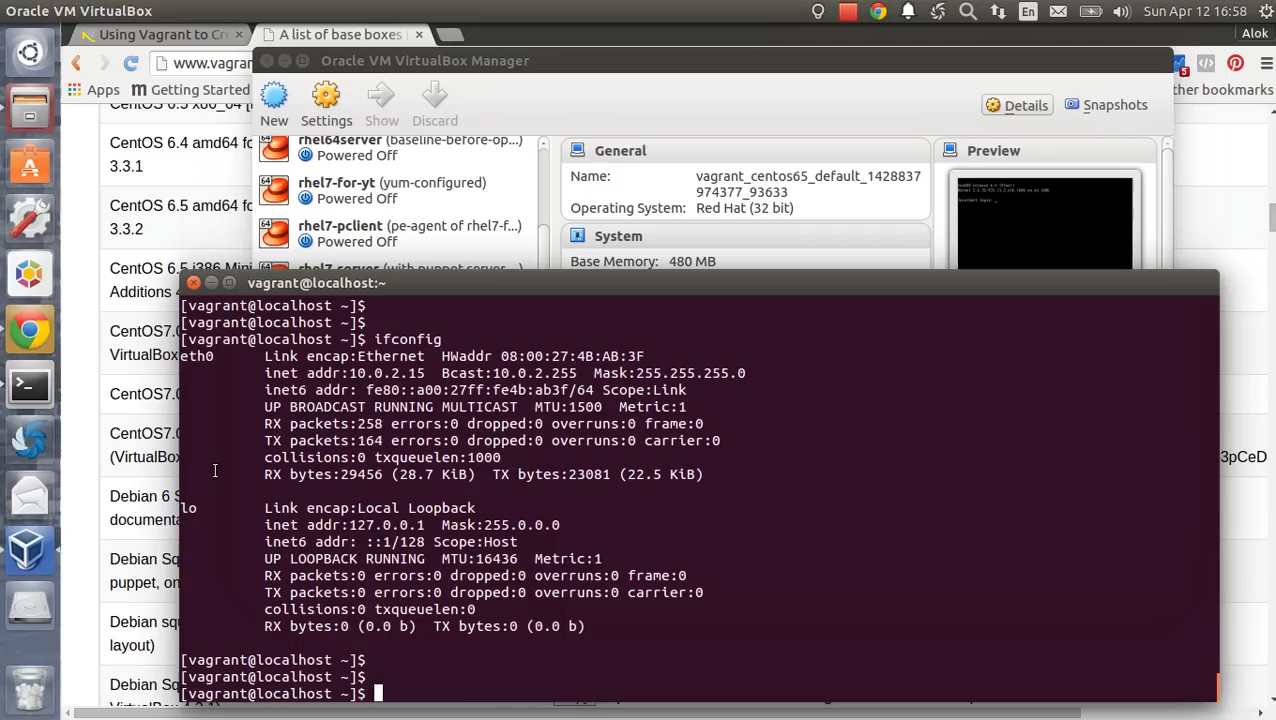 Oracle VM VirtualBox
En
Sun Apr 12 16:58
Using Vagrant to Cr
A list of base boxes
Alok
www.vagran
Oracle VM VirtualBox Manager
Apps
Getting Started
5
ther bookmarks
New
Settings
Show
Discard
Details
Snapshots
CentOS 6.4 amd64 fo
3.3.1
CentOS 6.5 amd64 fo
3.3.2
CentOS 6.5 i386 Mini
Additions 4
CentOS7.0
VirtualBox
CentOS7.0
CentOS7.0
(VirtualBox
3pCeD
Debian 6 S
documenta
Debian Sq
puppet, on
Debian squ
layout)
Debian Sq
rhel64server (baseline-before-op...)
Powered Off
rhel7-for-yt (yum-configured)
Powered Off
rhel7-pclient (pe-agent of rhel7-f...)
Powered Off
General
Name: vagrant_centos65_default_1428837
974377_93633
Operating System: Red Hat (32 bit)
System
Base Memory: 480 MB
Preview
vagrant@localhost:~
[vagrant@localhost ~]$
[vagrant@localhost ~]$
[vagrant@localhost ~]$ ifconfig
eth0 Link encap:Ethernet HWaddr 08:00:27:4B:AB:3F
inet addr:10.0.2.15 Bcast:10.0.2.255 Mask:255.255.255.0
inet6 addr: fe80::a00:27ff:fe4b:ab3f/64 Scope:Link
UP BROADCAST RUNNING MULTICAST MTU:1500 Metric:1
RX packets:258 errors:0 dropped:0 overruns:0 frame:0
TX packets:164 errors:0 dropped:0 overruns:0 carrier:0
collisions:0 txqueuelen:1000
RX bytes:29456 (28.7 KiB) TX bytes:23081 (22.5 KiB)
lo Link encap:Local Loopback
inet addr:127.0.0.1 Mask:255.0.0.0
inet6 addr: ::1/128 Scope:Host
UP LOOPBACK RUNNING MTU:16436 Metric:1
RX packets:0 errors:0 dropped:0 overruns:0 frame:0
TX packets:0 errors:0 dropped:0 overruns:0 carrier:0
collisions:0 txqueuelen:0
RX bytes:0 (0.0 b) TX bytes:0 (0.0 b)
[vagrant@localhost ~]$
[vagrant@localhost ~]$
[vagrant@localhost ~]$